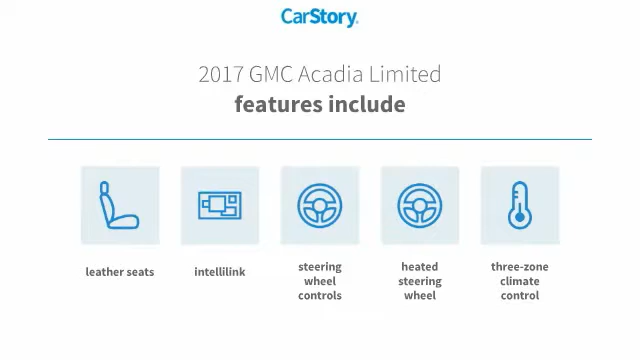 CarStory
2017 GMC Acadia Limited
features include
leather seats
intellilink
steering
wheel
controls
heated
steering
wheel
three-zone
climate
control